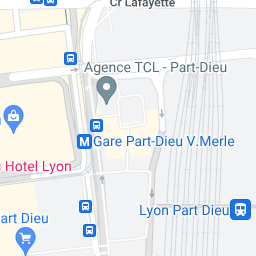 Cr Lafayette
Agence TCL - Part-Dieu
M Gare Part-Dieu V.Merle
Hotel Lyon
Lyon Part Dieu
art Dieu